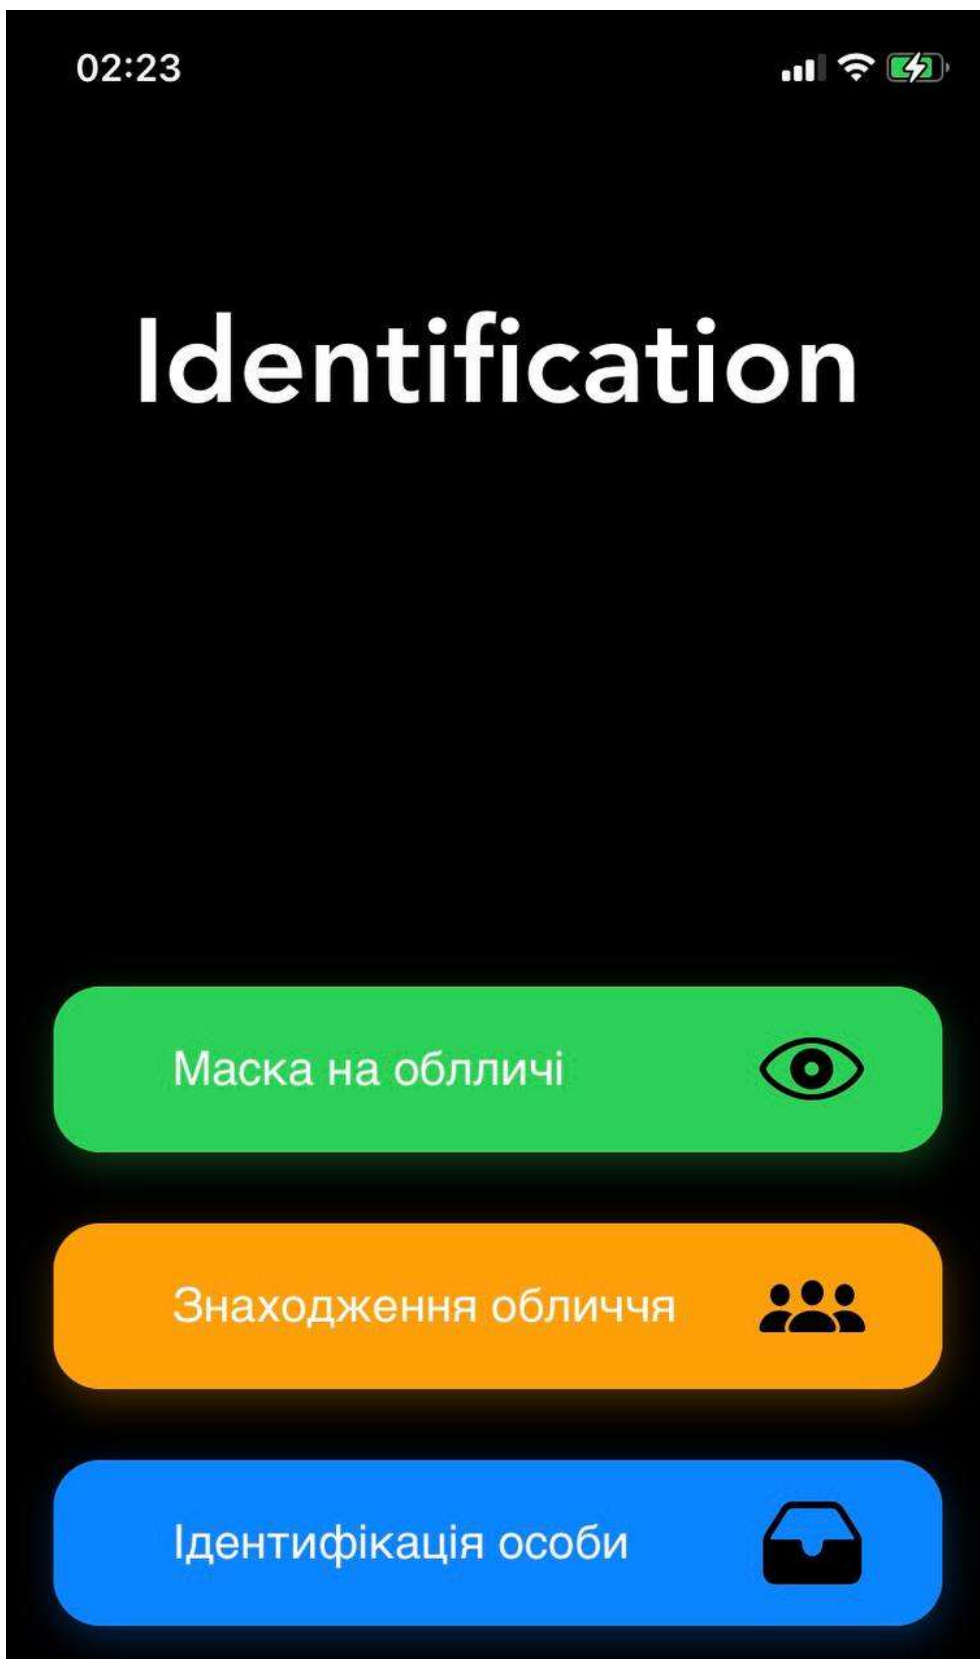 02:23
Identification
Маска на облличі
Знаходження обличчя
Ідентифікація особи